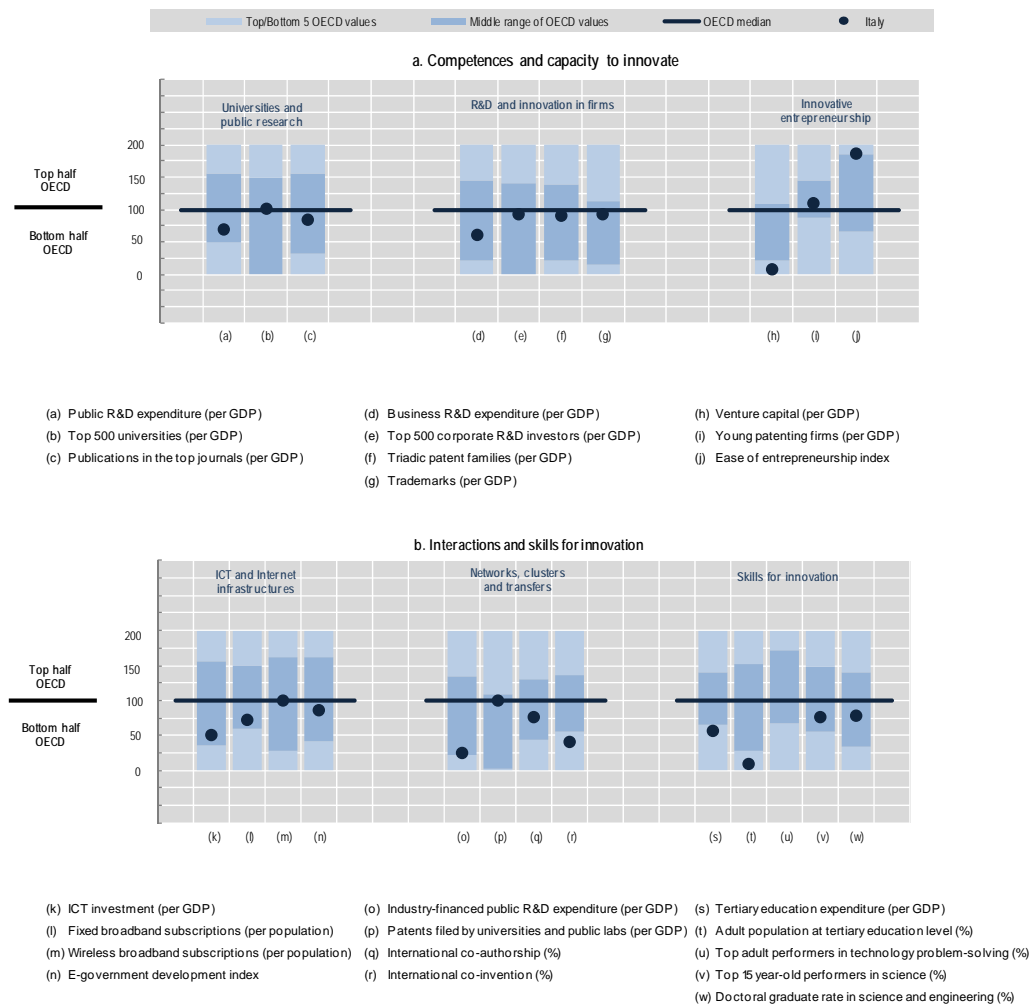 Top/Bottom 5 OECD values Middle range of OECD values OECD median Italy
a. Competences and capacity to innovate
Universities and
public research
R&D and innovation in firms
Innovative
entrepreneurship
Top half
OECD
Bottom half
OECD
200
150
100
50
0
(a) (b) (c) (d) (e) (f) (g) (h) (i) (j)
(a) Public R&D expenditure (per GDP)
(b) Top 500 universities (per GDP)
(c) Publications in the top journals (per GDP)
(d) Business R&D expenditure (per GDP)
(e) Top 500 corporate R&D investors (per GDP)
(f) Triadic patent families (per GDP)
(g) Trademarks (per GDP)
(h) Venture capital (per GDP)
(i) Young patenting firms (per GDP)
(j) Ease of entrepreneurship index
b. Interactions and skills for innovation
ICT and Internet
infrastructures
Networks, clusters
and transfers
Skills for innovation
Top half
OECD
Bottom half
OECD
200
150
100
50
0
(k) (l) (m) (n) (o) (p) (q) (r) (s) (t) (u) (v) (w)
(k) ICT investment (per GDP)
(l) Fixed broadband subscriptions (per population)
(m) Wireless broadband subscriptions (per population)
(n) E-government development index
(o) Industry-financed public R&D expenditure (per GDP)
(p) Patents filed by universities and public labs (per GDP)
(q) International co-authorship (%)
(r) International co-invention (%)
(s) Tertiary education expenditure (per GDP)
(t) Adult population at tertiary education level (%)
(u) Top adult performers in technology problem-solving (%)
(v) Top 15 year-old performers in science (%)
(w) Doctoral graduate rate in science and engineering (%)